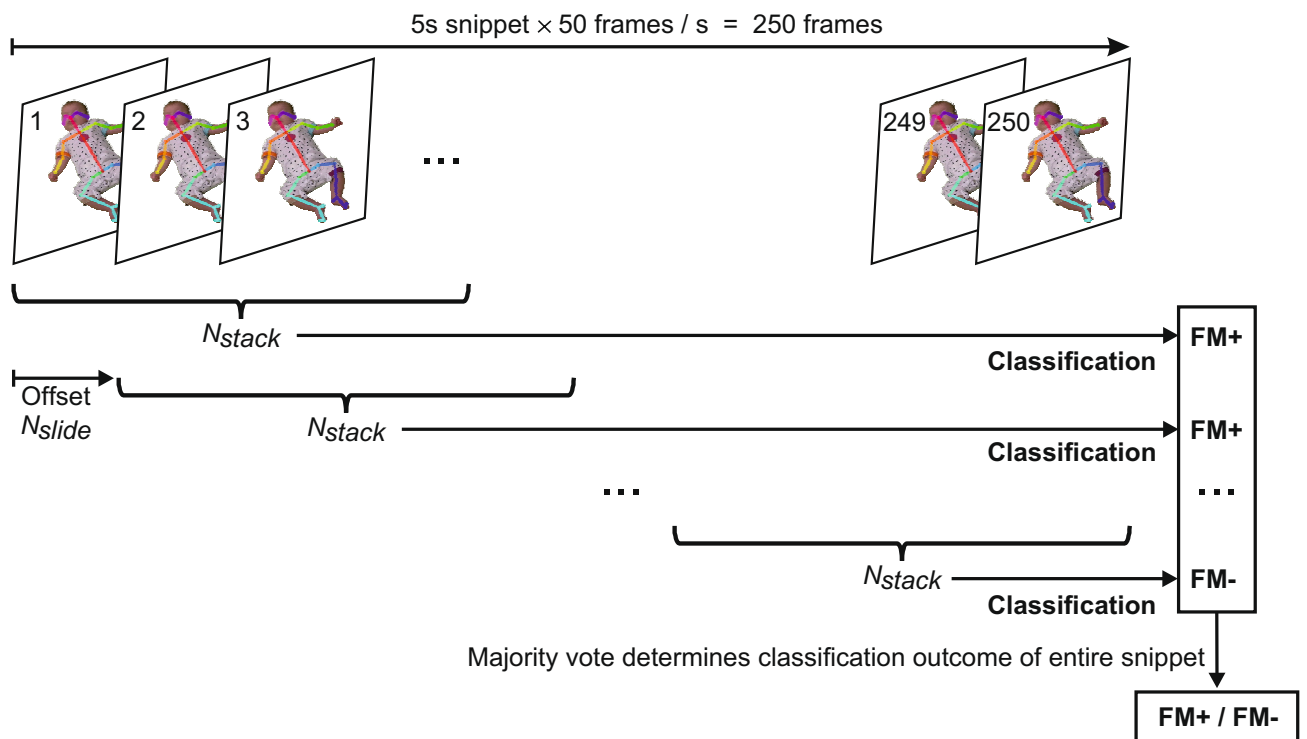 5s snippet × 50 frames / s = 250 frames
1 2 3 ... 249 250
Nstack
Classification
FM+
Offset
Nslide
Nstack
Classification
FM+
... ...
Nstack
Classification
FM-
Majority vote determines classification outcome of entire snippet
FM+ / FM-